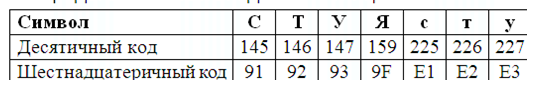 Символ С Т У Я с т у
Десятичный код 145 146 147 159 225 226 227
Шестнадцатеричный код 91 92 93 9F E1 E2 E3